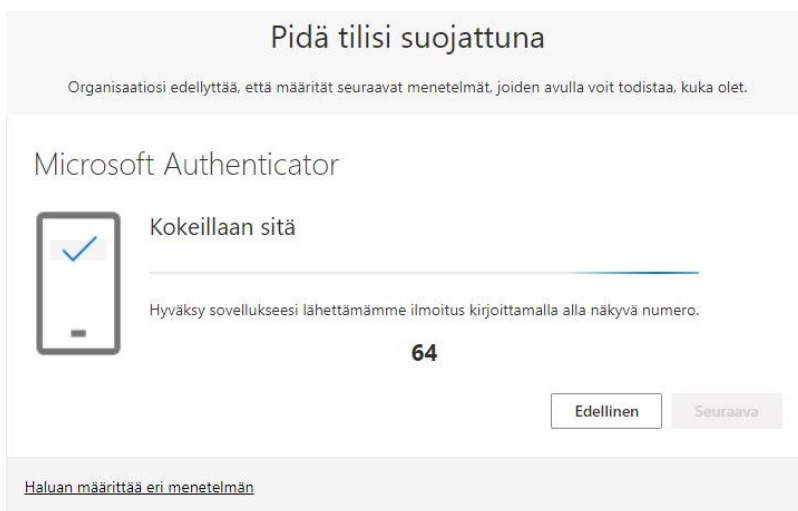 Pidä tilisi suojattuna
Organisaatiosi edellyttää, että määrität seuraavat menetelmät, joiden avulla voit todistaa, kuka olet.
Microsoft Authenticator
Kokeillaan sitä
Hyväksy sovellukseesi lähettämämme ilmoitus kirjoittamalla alla näkyvä numero.
64
Edellinen
Seuraava
Haluan määrittää eri menetelmän